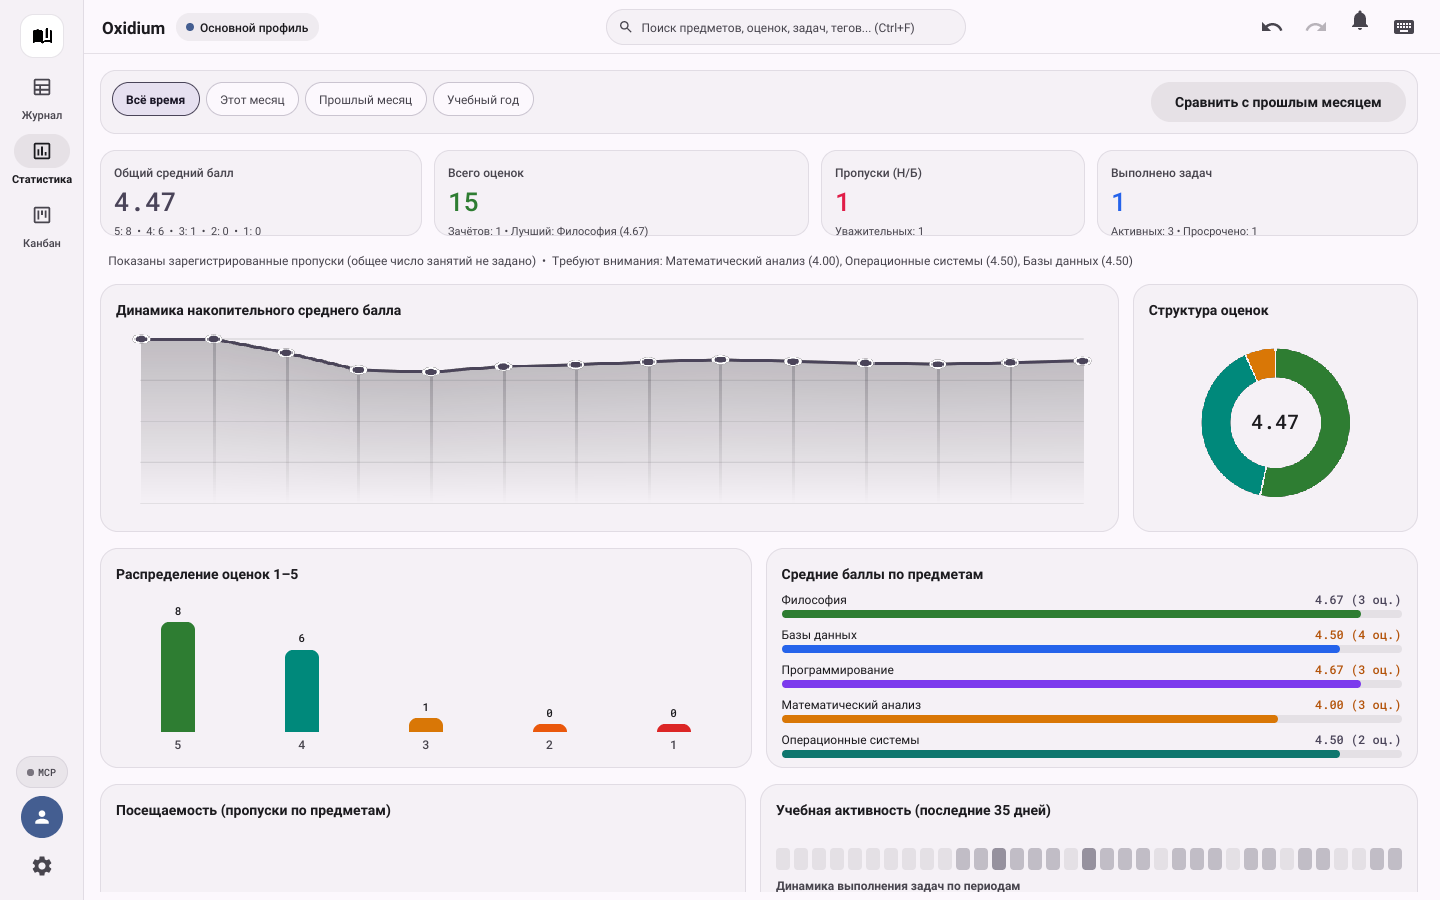 Oxidium
Основной профиль
Поиск предметов, оценок, задач, тегов... (Ctrl+F)
Журнал
Статистика
Канбан
MCP
Всё время
Этот месяц
Прошлый месяц
Учебный год
Сравнить с прошлым месяцем
Общий средний балл
4.47
5: 8 • 4: 6 • 3: 1 • 2: 0 • 1: 0
Всего оценок
15
Зачётов: 1 • Лучший: Философия (4.67)
Пропуски (Н/Б)
1
Уважительных: 1
Выполнено задач
1
Активных: 3 • Просрочено: 1
Показаны зарегистрированные пропуски (общее число занятий не задано) • Требуют внимания: Математический анализ (4.00), Операционные системы (4.50), Базы данных (4.50)
Динамика накопительного среднего балла
Структура оценок
4.47
Распределение оценок 1–5
8
6
1
0
0
5
4
3
2
1
Средние баллы по предметам
Философия 4.67 (3 оц.)
Базы данных 4.50 (4 оц.)
Программирование 4.67 (3 оц.)
Математический анализ 4.00 (3 оц.)
Операционные системы 4.50 (2 оц.)
Посещаемость (пропуски по предметам)
Учебная активность (последние 35 дней)
Динамика выполнения задач по периодам